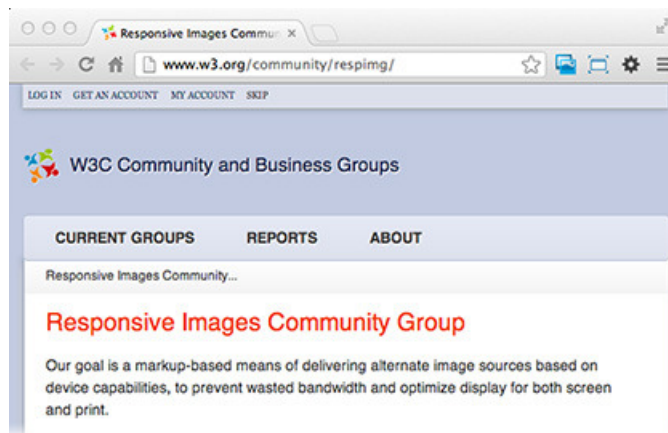 Responsive Images Commun
www.w3.org/community/respimg/
LOG IN GET AN ACCOUNT MY ACCOUNT SKIP
W3C Community and Business Groups
CURRENT GROUPS REPORTS ABOUT
Responsive Images Community...
Responsive Images Community Group
Our goal is a markup-based means of delivering alternate image sources based on
device capabilities, to prevent wasted bandwidth and optimize display for both screen
and print.